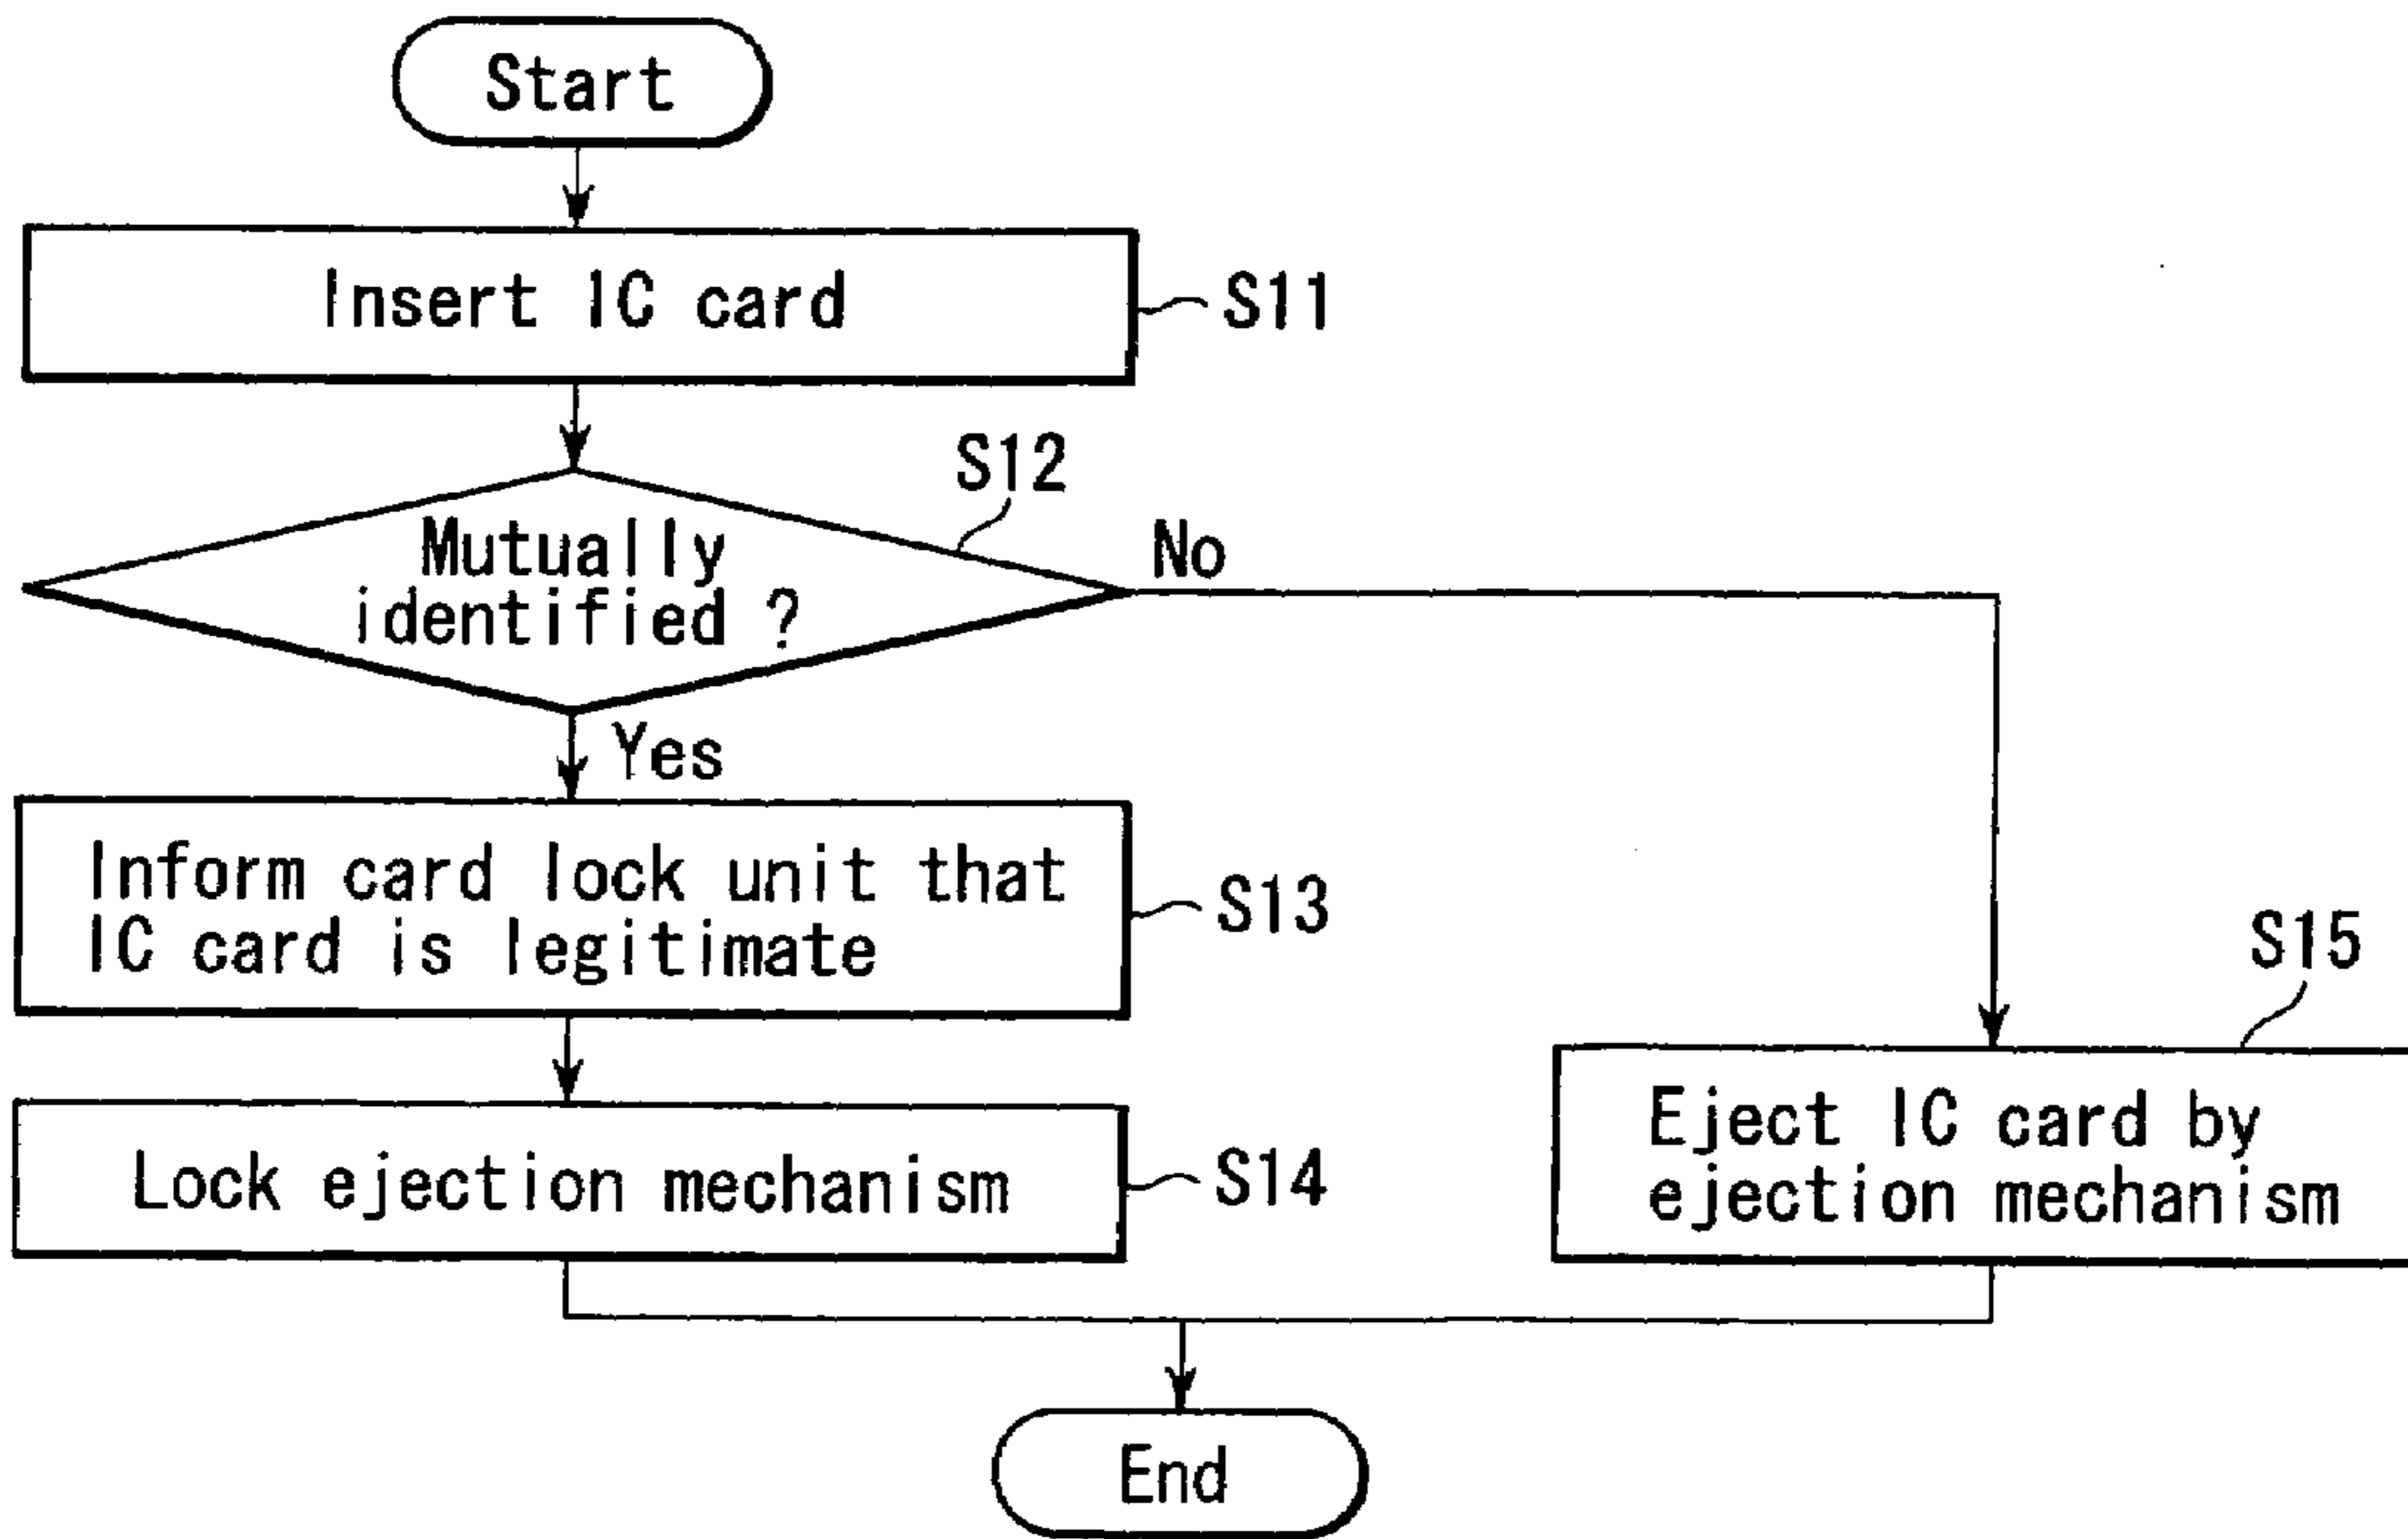 Start
Insert IC card
S11
S12
Mutually
identified ?
No
Yes
Inform card lock unit that
IC card is legitimate
S13
S15
Lock ejection mechanism
S14
Eject IC card by
ejection mechanism
End